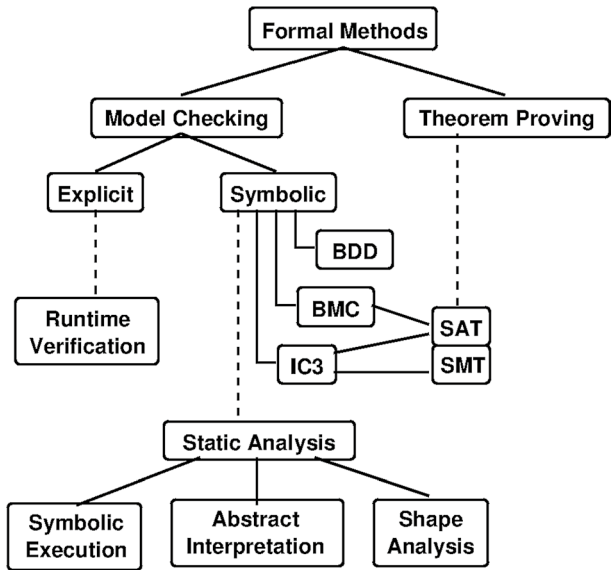 Formal Methods
Model Checking
Theorem Proving
Explicit
Symbolic
BDD
Runtime
Verification
BMC
SAT
IC3
SMT
Static Analysis
Symbolic
Execution
Abstract
Interpretation
Shape
Analysis